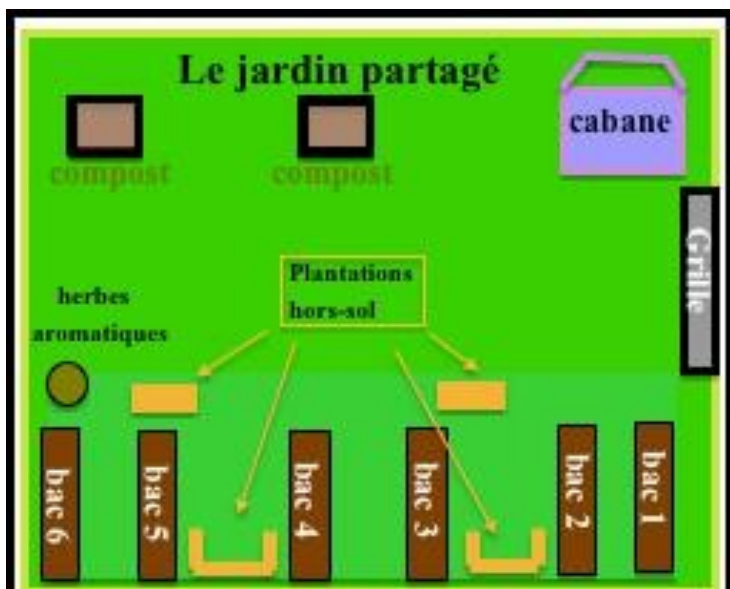 Le jardin partagé
cabane
compost
compost
Grille
Plantations
hors-sol
herbes
aromatiques
bac 6
bac 5
bac 4
bac 3
bac 2
bac 1